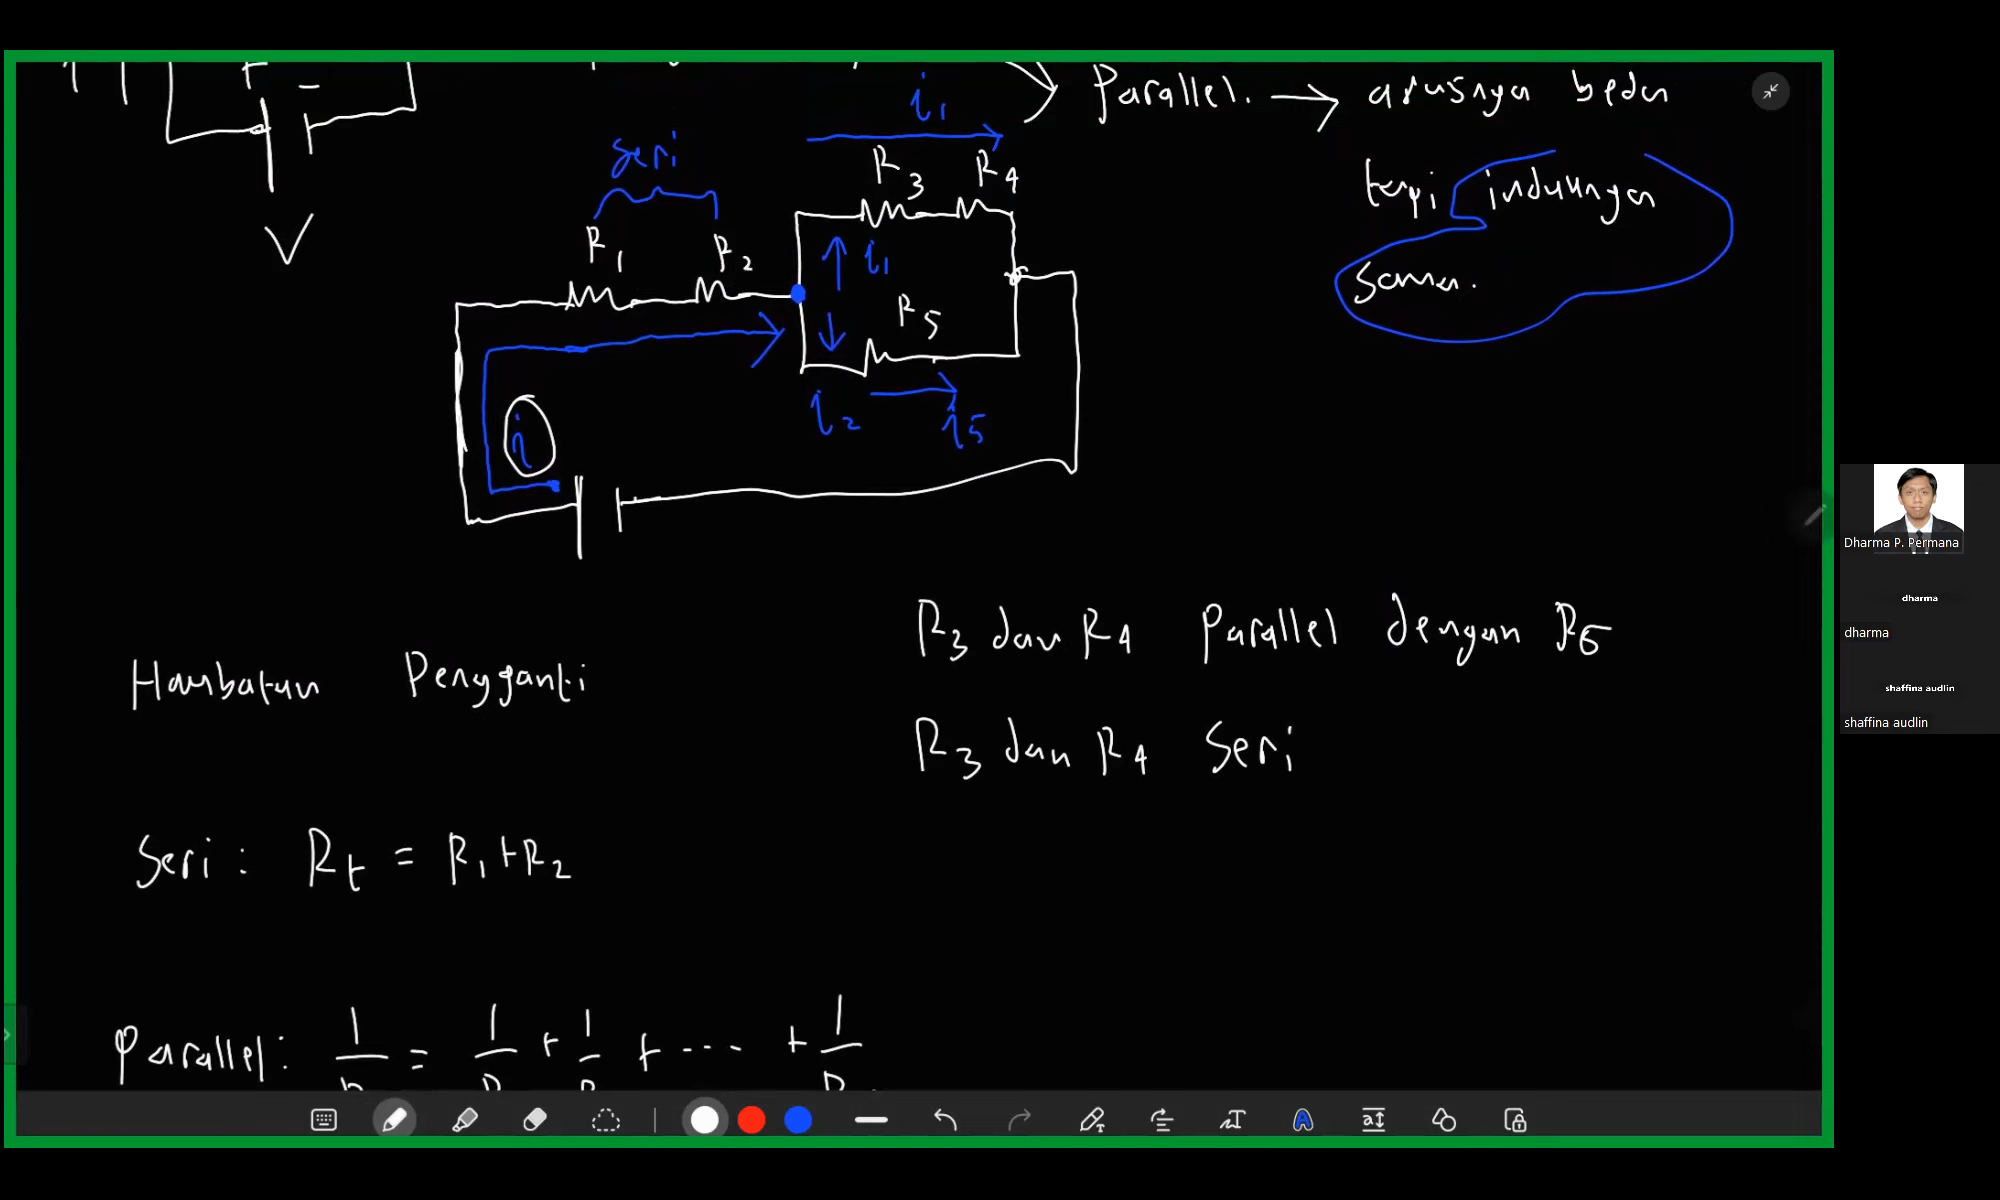 Parallel. → arusnya beda
tapi indukngan
sama.
V
seri
i1
R3 R4
R1 R2
i1
R5
i2 i5
i
R3 dan R4 Parallel dengan R5
Hambatan Pengganti
R3 dan R4 Seri
Seri : Rt = R1+R2
Parallel: 1 = 1 + 1 + ... + 1
Dharma P. Permana
dharma
dharma
shaffina audlin
shaffina audlin